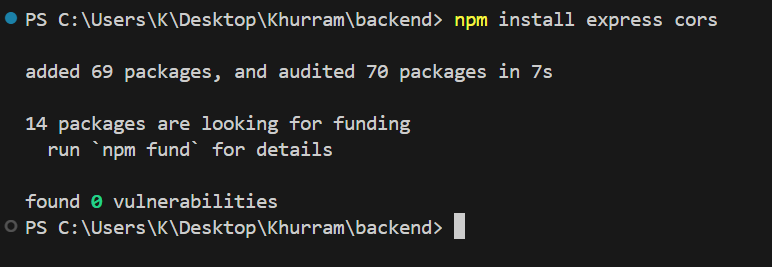 PS C:\Users\K\Desktop\Khurram\backend> npm install express cors
added 69 packages, and audited 70 packages in 7s
14 packages are looking for funding
  run `npm fund` for details
found 0 vulnerabilities
PS C:\Users\K\Desktop\Khurram\backend>